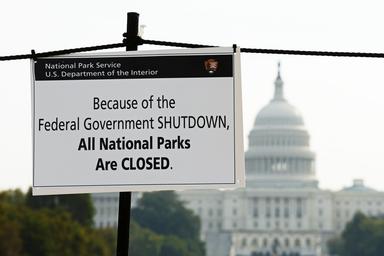 National Park Service
U.S. Department of the Interior
Because of the
Federal Government SHUTDOWN,
All National Parks
Are CLOSED.